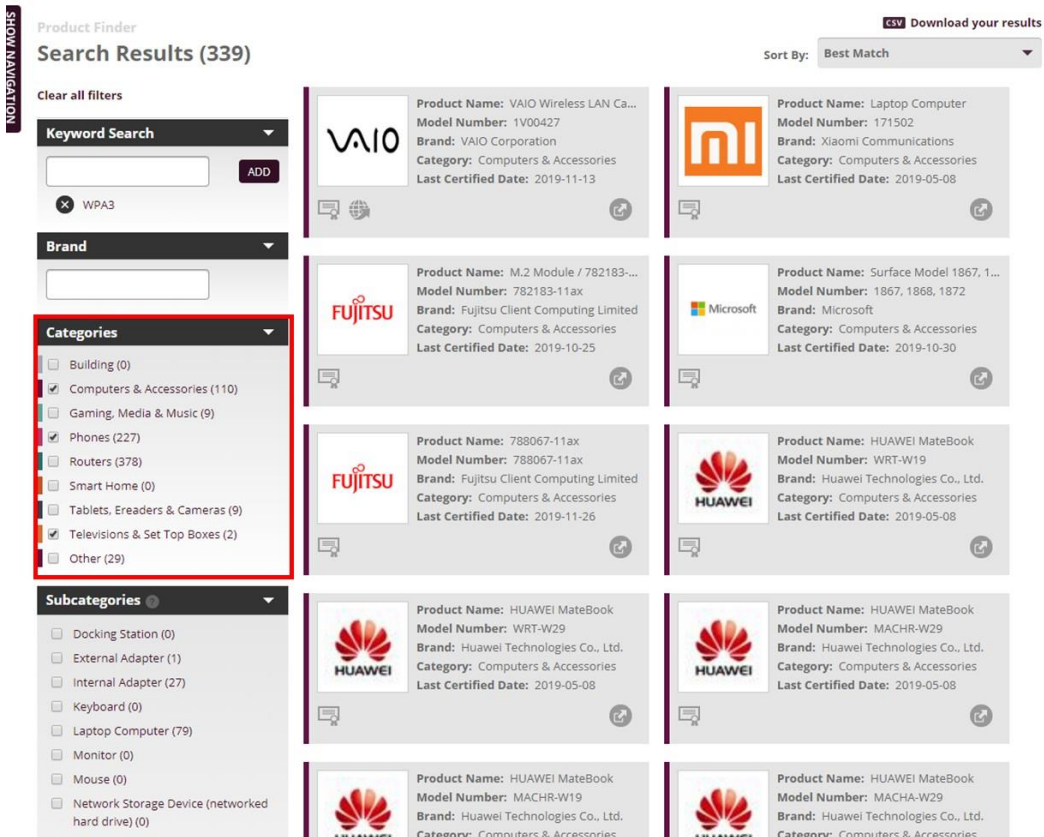 SHOW NAVIGATION
Product Finder
Search Results (339)
CSV Download your results
Sort By: Best Match
Clear all filters
Keyword Search
ADD
WPA3
Brand
Categories
Building (0)
Computers & Accessories (110)
Gaming, Media & Music (9)
Phones (227)
Routers (378)
Smart Home (0)
Tablets, Ereaders & Cameras (9)
Televisions & Set Top Boxes (2)
Other (29)
Subcategories ?
Docking Station (0)
External Adapter (1)
Internal Adapter (27)
Keyboard (0)
Laptop Computer (79)
Monitor (0)
Mouse (0)
Network Storage Device (networked
hard drive) (0)
VAIO
Product Name: VAIO Wireless LAN Ca...
Model Number: 1V00427
Brand: VAIO Corporation
Category: Computers & Accessories
Last Certified Date: 2019-11-13
mi
Product Name: Laptop Computer
Model Number: 171502
Brand: Xiaomi Communications
Category: Computers & Accessories
Last Certified Date: 2019-05-08
FUJITSU
Product Name: M.2 Module / 782183-...
Model Number: 782183-11ax
Brand: Fujitsu Client Computing Limited
Category: Computers & Accessories
Last Certified Date: 2019-10-25
Microsoft
Product Name: Surface Model 1867, 1...
Model Number: 1867, 1868, 1872
Brand: Microsoft
Category: Computers & Accessories
Last Certified Date: 2019-10-30
FUJITSU
Product Name: 788067-11ax
Model Number: 788067-11ax
Brand: Fujitsu Client Computing Limited
Category: Computers & Accessories
Last Certified Date: 2019-11-26
HUAWEI
Product Name: HUAWEI MateBook
Model Number: WRT-W19
Brand: Huawei Technologies Co., Ltd.
Category: Computers & Accessories
Last Certified Date: 2019-05-08
HUAWEI
Product Name: HUAWEI MateBook
Model Number: WRT-W29
Brand: Huawei Technologies Co., Ltd.
Category: Computers & Accessories
Last Certified Date: 2019-05-08
HUAWEI
Product Name: HUAWEI MateBook
Model Number: MACHR-W29
Brand: Huawei Technologies Co., Ltd.
Category: Computers & Accessories
Last Certified Date: 2019-05-08
HUAWEI
Product Name: HUAWEI MateBook
Model Number: MACHR-W19
Brand: Huawei Technologies Co., Ltd.
Category: Computers & Accessories
HUAWEI
Product Name: HUAWEI MateBook
Model Number: MACHA-W29
Brand: Huawei Technologies Co., Ltd.
Category: Computers & Accessories